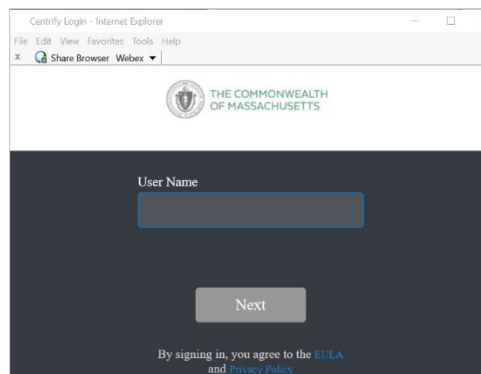 Centrify Login - Internet Explorer
File Edit View Favorites Tools Help
x Share Browser Webex
THE COMMONWEALTH
OF MASSACHUSETTS
User Name
Next
By signing in, you agree to the EULA
and Privacy Policy